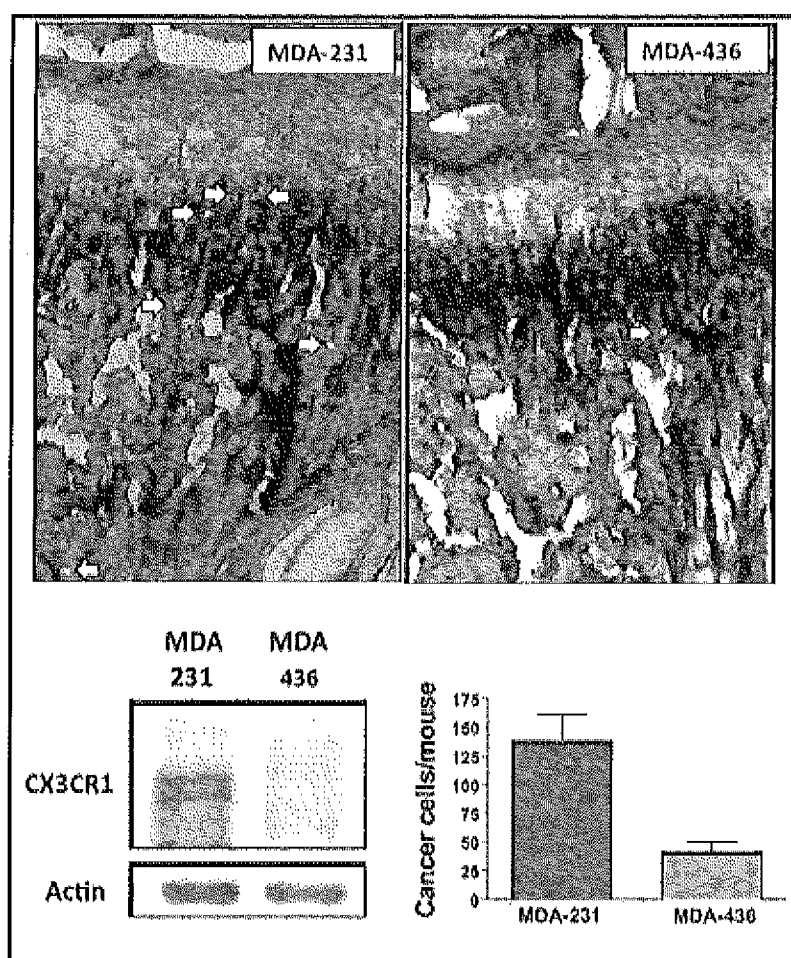 MDA-231
MDA-436
MDA MDA
231 436
CX3CR1
Actin
Cancer cells/mouse
175
150
125
100
75
50
25
0
MDA-231 MDA-436